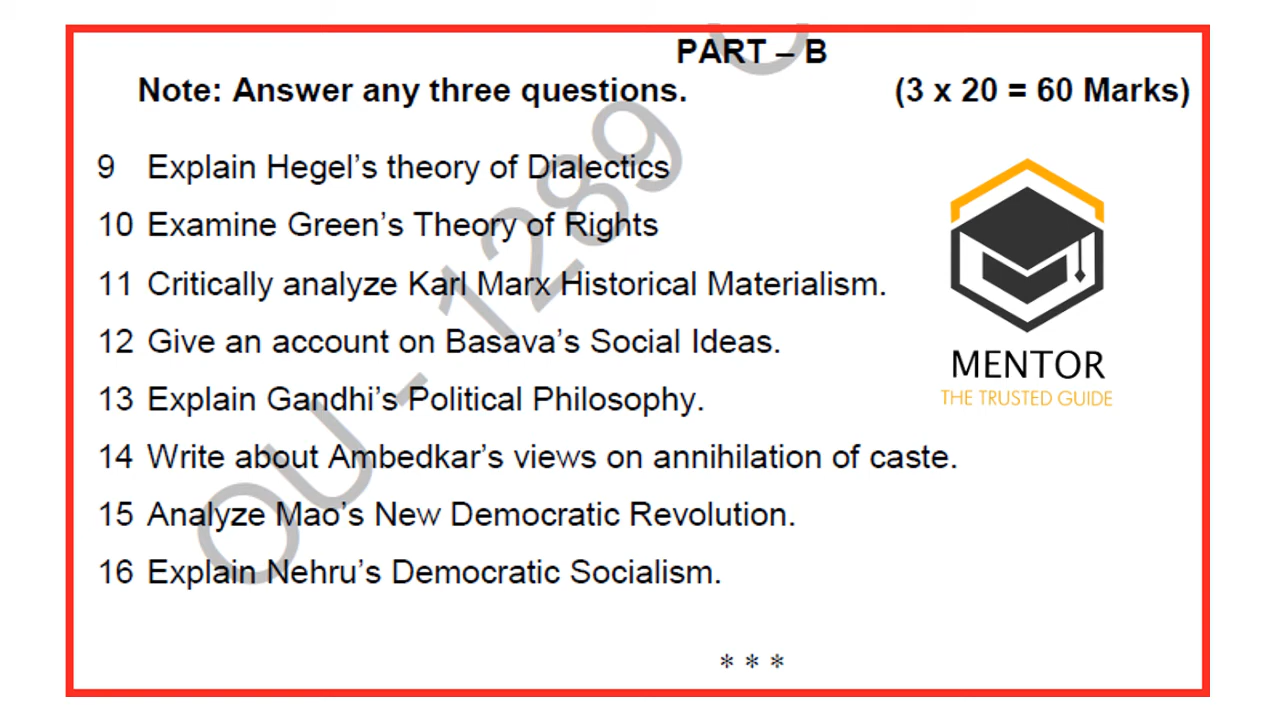 PART – B
Note: Answer any three questions. (3 x 20 = 60 Marks)
9 Explain Hegel’s theory of Dialectics
10 Examine Green’s Theory of Rights
11 Critically analyze Karl Marx Historical Materialism.
12 Give an account on Basava’s Social Ideas.
13 Explain Gandhi’s Political Philosophy.
14 Write about Ambedkar’s views on annihilation of caste.
15 Analyze Mao’s New Democratic Revolution.
16 Explain Nehru’s Democratic Socialism.
* * *
MENTOR
THE TRUSTED GUIDE
OU - 1289